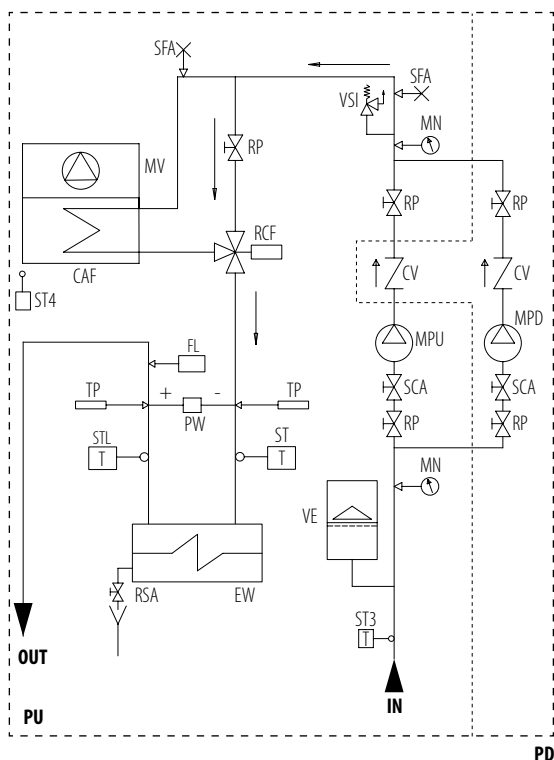 SFA
SFA
VSI
MN
MV
RP
RP
RP
RCF
CAF
CV
CV
ST4
FL
MPU
MPD
TP
+
-
TP
SCA
SCA
PW
STL
ST
RP
RP
T
T
MN
VE
RSA
EW
ST3
T
OUT
IN
PU
PD